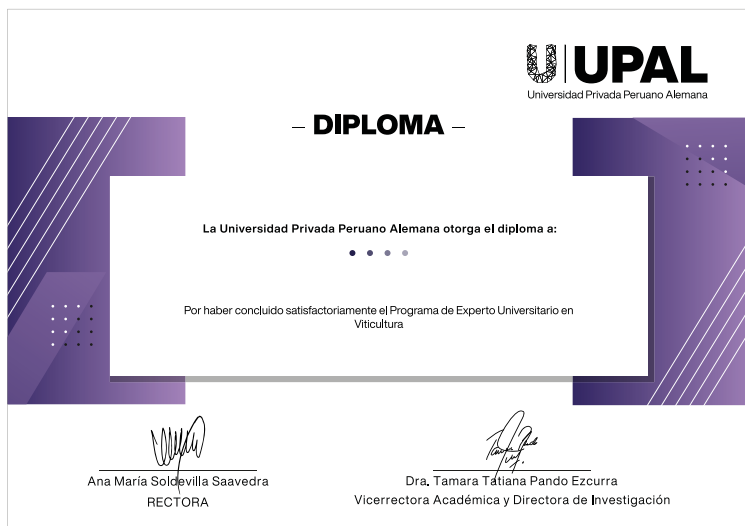 UPAL
Universidad Privada Peruano Alemana
– DIPLOMA –
La Universidad Privada Peruano Alemana otorga el diploma a:
Por haber concluido satisfactoriamente el Programa de Experto Universitario en
Viticultura
Ana María Soldevilla Saavedra
RECTORA
Dra. Tamara Tatiana Pando Ezcurra
Vicerrectora Académica y Directora de Investigación